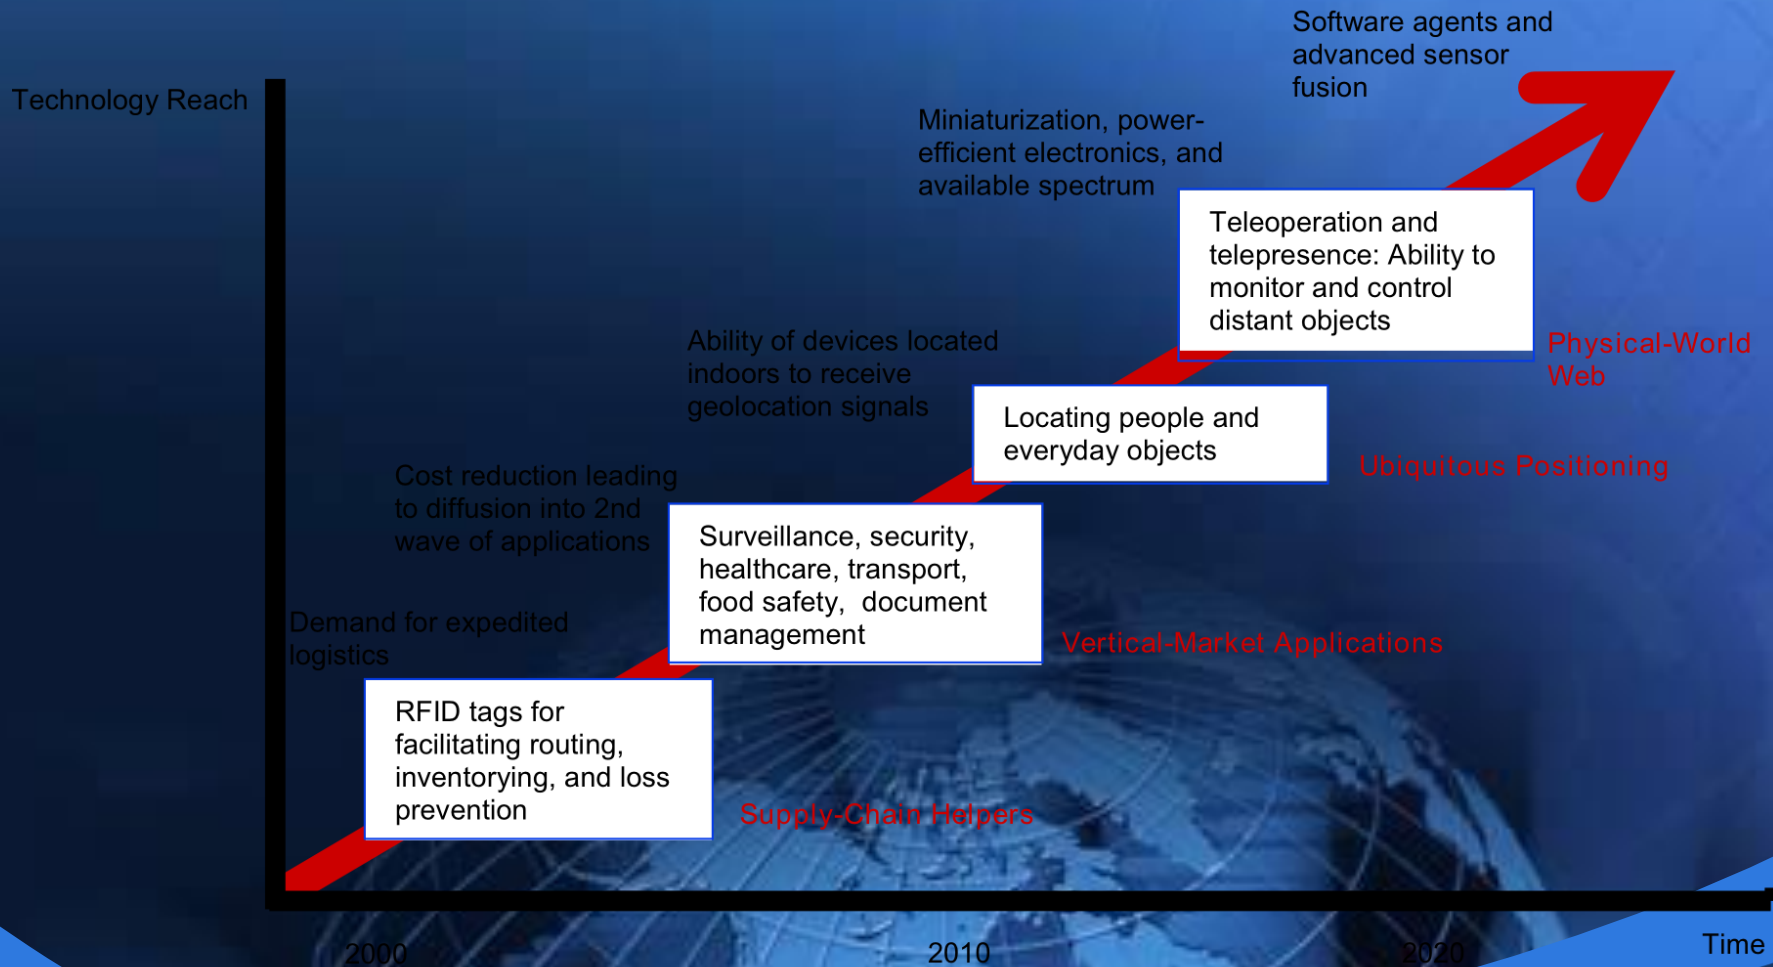 Software agents and
advanced sensor
fusion
Technology Reach
Miniaturization, power-
efficient electronics, and
available spectrum
Teleoperation and
telepresence: Ability to
monitor and control
distant objects
Physical-World
Web
Ability of devices located
indoors to receive
geolocation signals
Locating people and
everyday objects
Ubiquitous Positioning
Cost reduction leading
to diffusion into 2nd
wave of applications
Surveillance, security,
healthcare, transport,
food safety,  document
management
Vertical-Market Applications
Demand for expedited
logistics
RFID tags for
facilitating routing,
inventorying, and loss
prevention
Supply-Chain Helpers
2000
2010
2020
Time